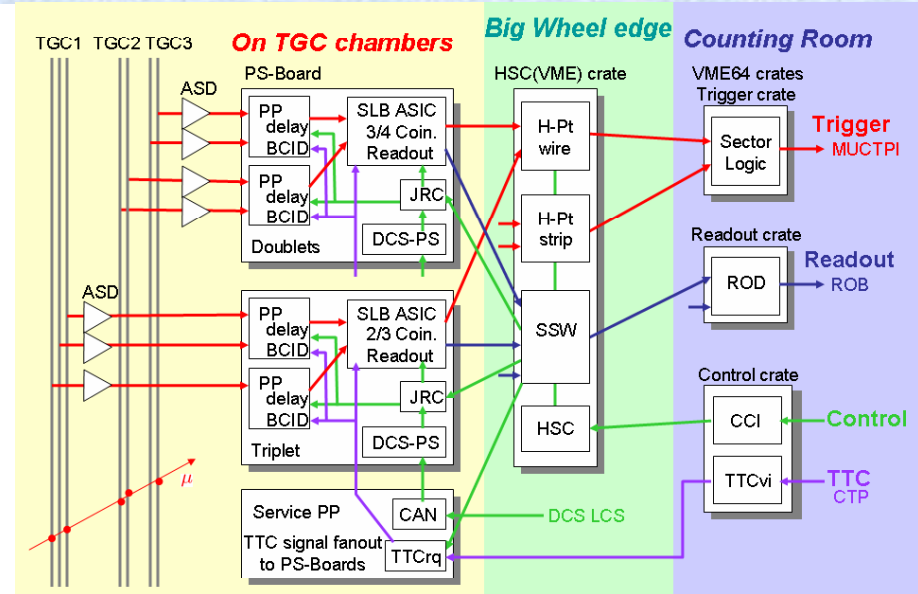 TGC1 TGC2 TGC3
On TGC chambers
Big Wheel edge
Counting Room
PS-Board
ASD
PP
delay
BCID
PP
delay
BCID
SLB ASIC
3/4 Coin.
Readout
JRC
DCS-PS
Doublets
ASD
PP
delay
BCID
PP
delay
BCID
SLB ASIC
2/3 Coin.
Readout
JRC
DCS-PS
Triplet
μ
Service PP
CAN
TTC signal fanout
to PS-Boards
TTCrq
HSC(VME) crate
H-Pt
wire
H-Pt
strip
SSW
HSC
DCS LCS
VME64 crates
Trigger crate
Sector
Logic
Trigger
MUCTPI
Readout crate
ROD
Readout
ROB
Control crate
CCI
Control
TTCvi
TTC
CTP